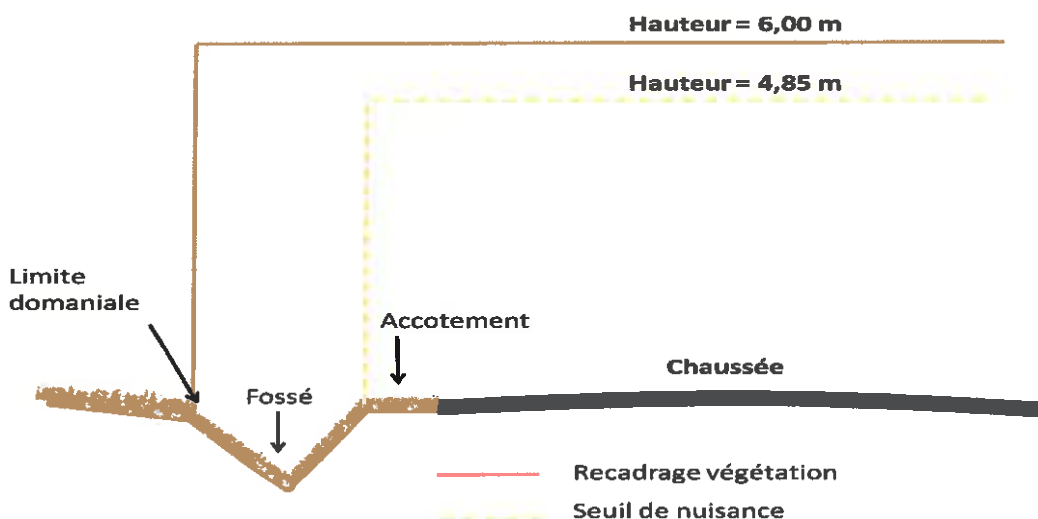 Hauteur = 6,00 m
Hauteur = 4,85 m
Limite
domaniale
Accotement
Chaussée
Fossé
Recadrage végétation
Seuil de nuisance